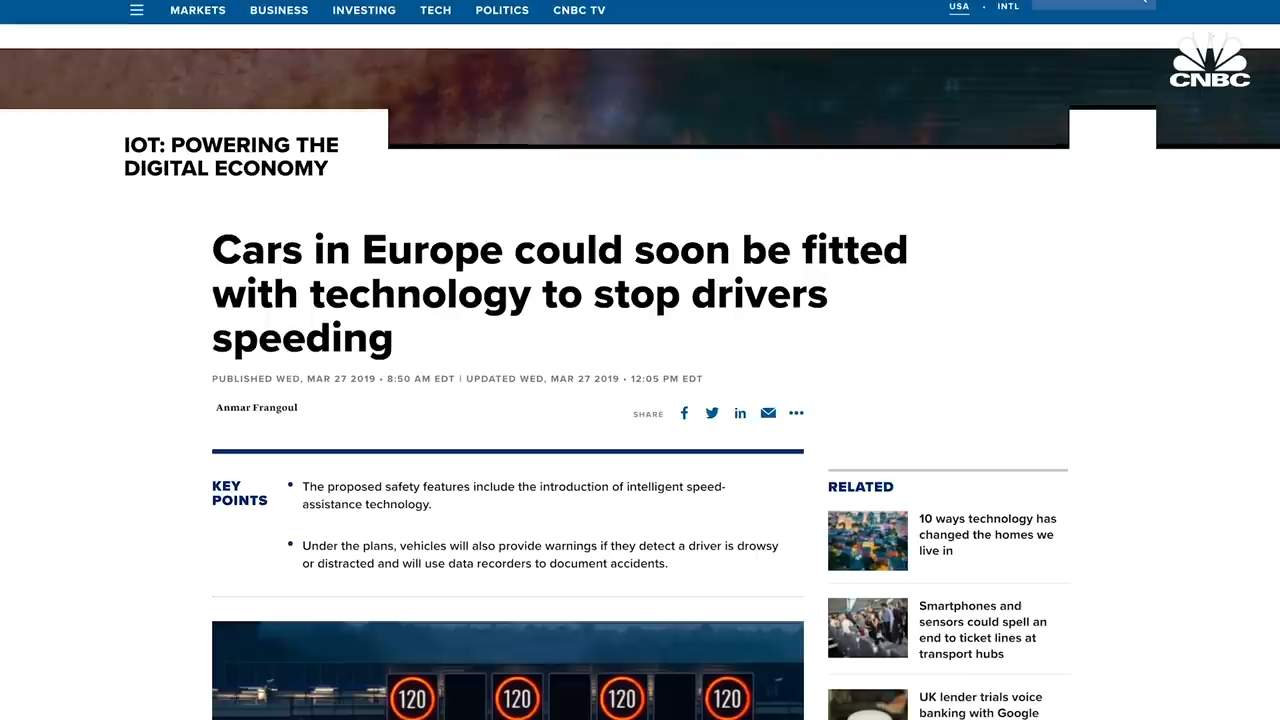 MARKETS BUSINESS INVESTING TECH POLITICS CNBC TV USA • INTL
CNBC
IOT: POWERING THE
DIGITAL ECONOMY
Cars in Europe could soon be fitted
with technology to stop drivers
speeding
PUBLISHED WED, MAR 27 2019 • 8:50 AM EDT | UPDATED WED, MAR 27 2019 • 12:05 PM EDT
Anmar Frangoul
SHARE
KEY
POINTS
• The proposed safety features include the introduction of intelligent speed-
assistance technology.
• Under the plans, vehicles will also provide warnings if they detect a driver is drowsy
or distracted and will use data recorders to document accidents.
120 120 120 120
RELATED
10 ways technology has
changed the homes we
live in
Smartphones and
sensors could spell an
end to ticket lines at
transport hubs
UK lender trials voice
banking with Google